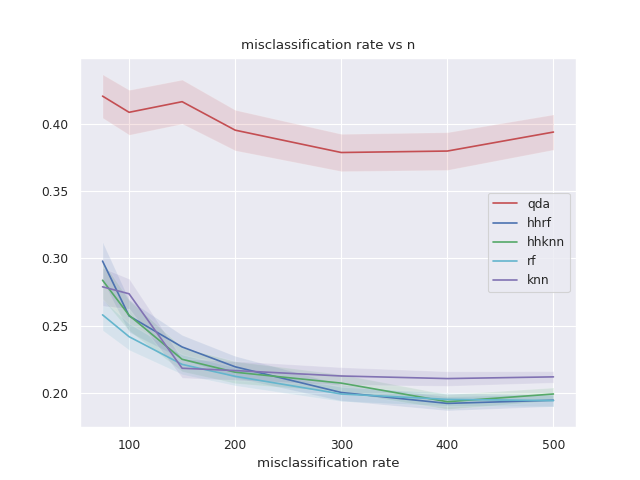 misclassification rate vs n
0.40
0.35
0.30
0.25
0.20
qda
hhrf
hhknn
rf
knn
100
200
300
400
500
misclassification rate